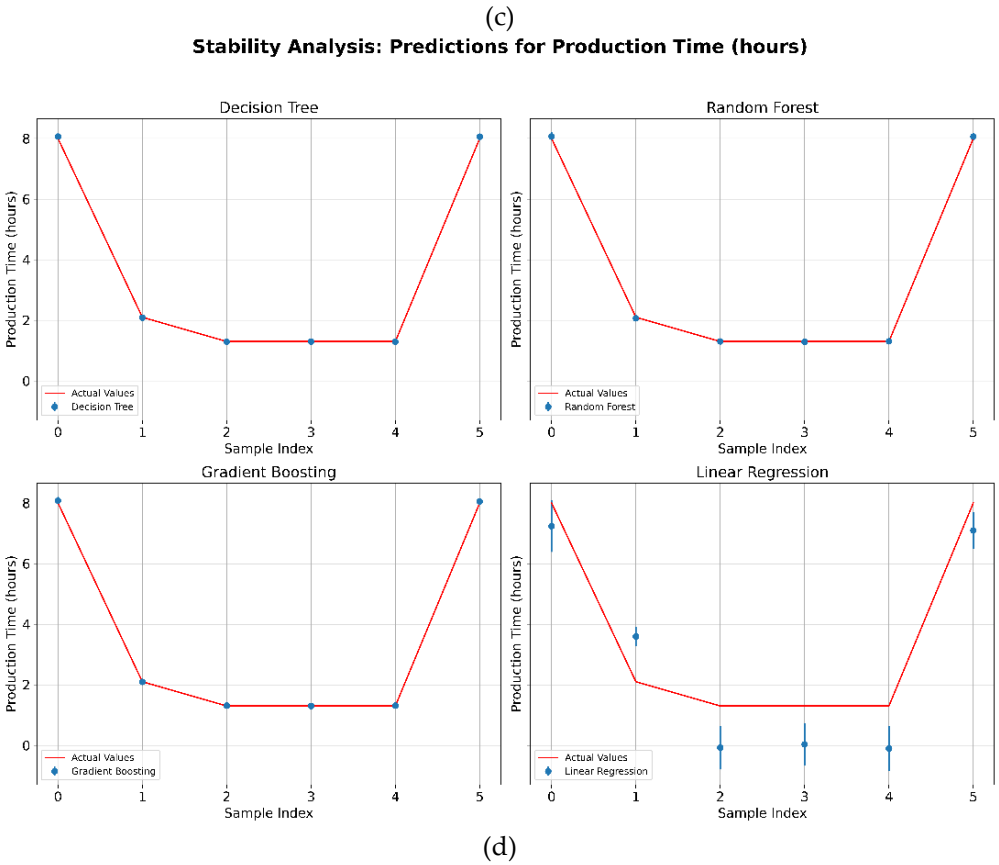 (c)
Stability Analysis: Predictions for Production Time (hours)
Decision Tree
Production Time (hours)
8
6
4
2
0
Actual Values
Decision Tree
0 1 2 3 4 5
Sample Index
Random Forest
Production Time (hours)
Actual Values
Random Forest
0 1 2 3 4 5
Sample Index
Gradient Boosting
Production Time (hours)
8
6
4
2
0
Actual Values
Gradient Boosting
0 1 2 3 4 5
Sample Index
Linear Regression
Production Time (hours)
Actual Values
Linear Regression
0 1 2 3 4 5
Sample Index
(d)